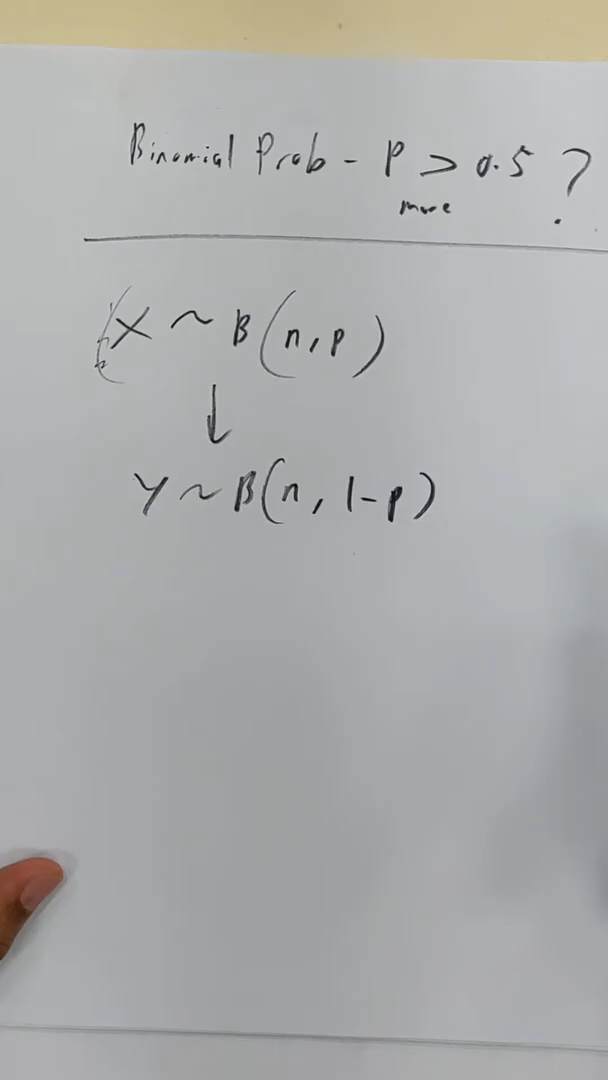 Binomial Prob - P > 0.5 ?
more
X ~ B(n, p)
↓
Y ~ B(n, 1-p)